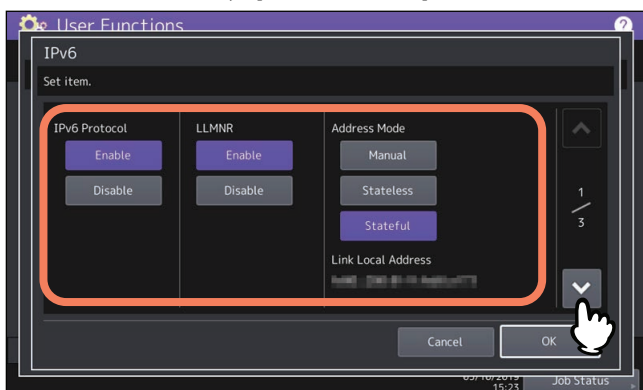 User Functions ?
IPv6
Set item.
IPv6 Protocol LLMNR Address Mode
Enable Enable Manual
Disable Disable Stateless
Stateful
1
/
3
Link Local Address
Cancel OK
15:23 Job Status